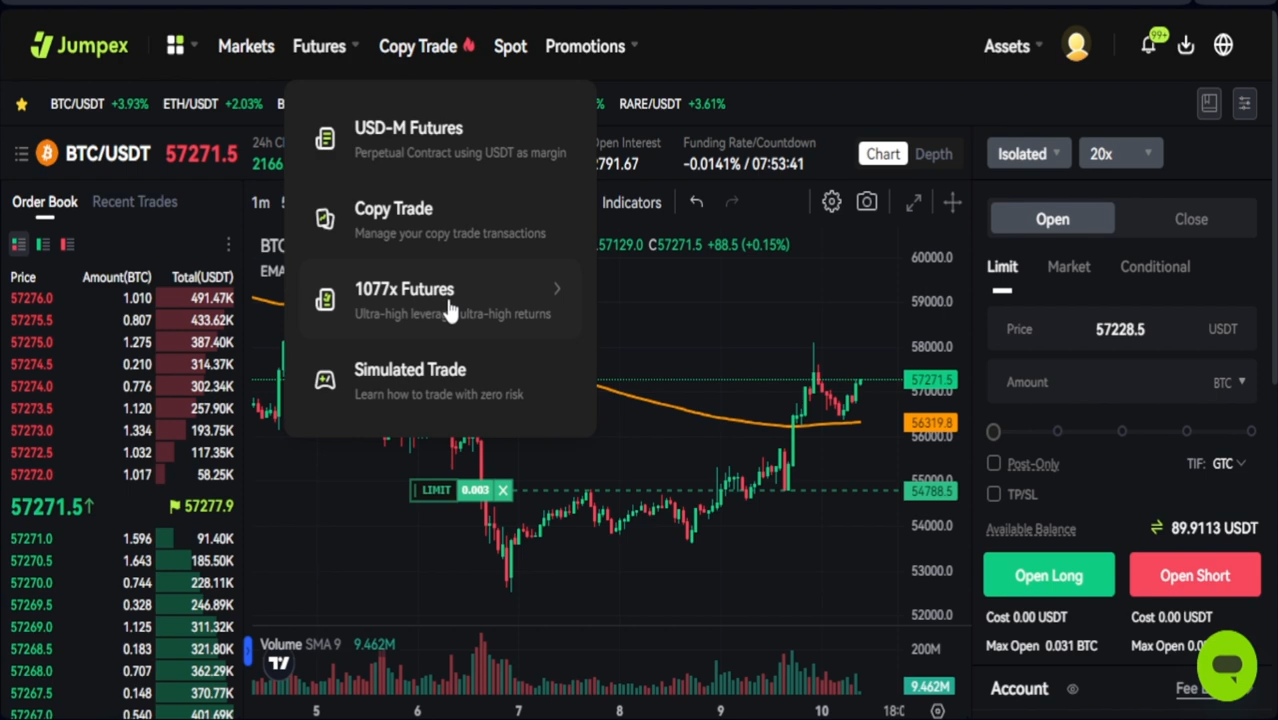 Jumpex
Markets
Futures
Copy Trade
Spot
Promotions
Assets
99+
BTC/USDT +3.93%
ETH/USDT +2.03%
B
%
RARE/USDT +3.61%
USD-M Futures
Perpetual Contract using USDT as margin
Copy Trade
Manage your copy trade transactions
1077x Futures
Ultra-high ultra-high returns
Simulated Trade
Learn how to trade with zero risk
BTC/USDT 57271.5
24h
2166
Open Interest
2791.67
Funding Rate/Countdown
-0.0141% / 07:53:41
Chart Depth
Isolated
20x
Order Book Recent Trades
1m
Indicators
Price Amount(BTC) Total(USDT)
57276.0 1.010 491.47K
57275.5 0.807 433.62K
57275.0 1.275 387.40K
57274.5 0.210 314.37K
57274.0 0.776 302.34K
57273.5 1.120 257.90K
57273.0 1.334 193.75K
57272.5 1.032 117.35K
57272.0 1.017 58.25K
57271.5↑ 57277.9
57271.0 1.596 91.40K
57270.5 1.643 185.50K
57270.0 0.744 228.11K
57269.5 0.328 246.89K
57269.0 1.125 311.32K
57268.5 0.183 321.80K
57268.0 0.707 362.29K
57267.5 0.148 370.77K
57267.0 0.540 401.69K
BTC
57129.0 C57271.5 +88.5 (+0.15%)
EMA
60000.0
59000.0
58000.0
57271.5
57000.0
56319.8
56000.0
55000.0
54788.5
54000.0
53000.0
52000.0
LIMIT 0.003 X
Volume SMA 9 9.462M
200M
9.462M
5 6 7 8 9 10 18:0
Open Close
Limit Market Conditional
Price 57228.5 USDT
Amount BTC
Post-Only TIF: GTC
TP/SL
Available Balance 89.9113 USDT
Open Long Open Short
Cost 0.00 USDT Cost 0.00 USDT
Max Open 0.031 BTC Max Open 0.0
Account Fee